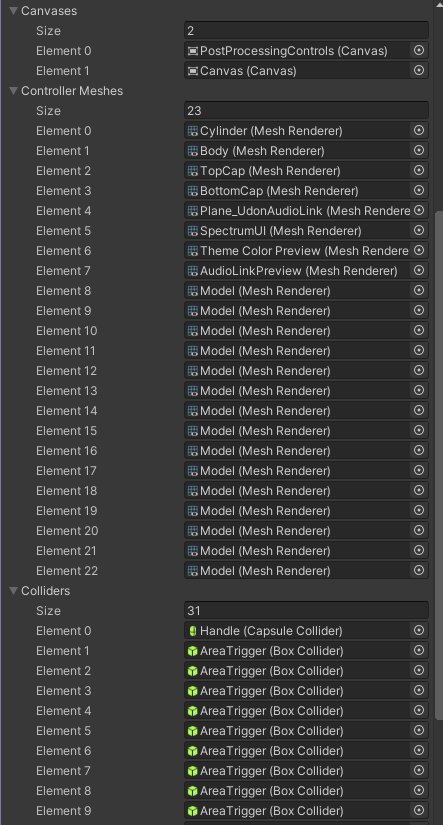 Canvases
Size 2
Element 0 PostProcessingControls (Canvas)
Element 1 Canvas (Canvas)
Controller Meshes
Size 23
Element 0 Cylinder (Mesh Renderer)
Element 1 Body (Mesh Renderer)
Element 2 TopCap (Mesh Renderer)
Element 3 BottomCap (Mesh Renderer)
Element 4 Plane_UdonAudioLink (Mesh Rendere
Element 5 SpectrumUI (Mesh Renderer)
Element 6 Theme Color Preview (Mesh Rendere
Element 7 AudioLinkPreview (Mesh Renderer)
Element 8 Model (Mesh Renderer)
Element 9 Model (Mesh Renderer)
Element 10 Model (Mesh Renderer)
Element 11 Model (Mesh Renderer)
Element 12 Model (Mesh Renderer)
Element 13 Model (Mesh Renderer)
Element 14 Model (Mesh Renderer)
Element 15 Model (Mesh Renderer)
Element 16 Model (Mesh Renderer)
Element 17 Model (Mesh Renderer)
Element 18 Model (Mesh Renderer)
Element 19 Model (Mesh Renderer)
Element 20 Model (Mesh Renderer)
Element 21 Model (Mesh Renderer)
Element 22 Model (Mesh Renderer)
Colliders
Size 31
Element 0 Handle (Capsule Collider)
Element 1 AreaTrigger (Box Collider)
Element 2 AreaTrigger (Box Collider)
Element 3 AreaTrigger (Box Collider)
Element 4 AreaTrigger (Box Collider)
Element 5 AreaTrigger (Box Collider)
Element 6 AreaTrigger (Box Collider)
Element 7 AreaTrigger (Box Collider)
Element 8 AreaTrigger (Box Collider)
Element 9 AreaTrigger (Box Collider)